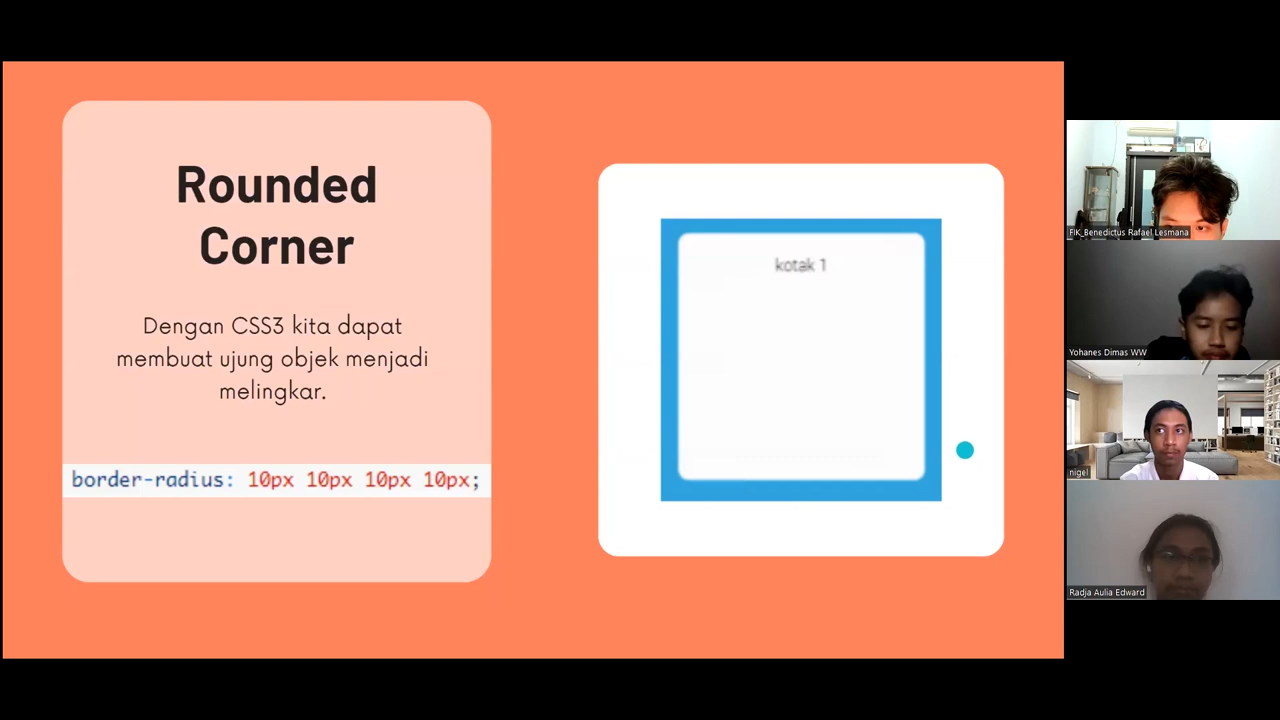 Rounded
Corner
Dengan CSS3 kita dapat
membuat ujung objek menjadi
melingkar.
border-radius: 10px 10px 10px 10px;
kotak 1
FIK_Benedictus Rafael Lesmana
Yohanes Dimas WW
nigel
Radja Aulia Edward